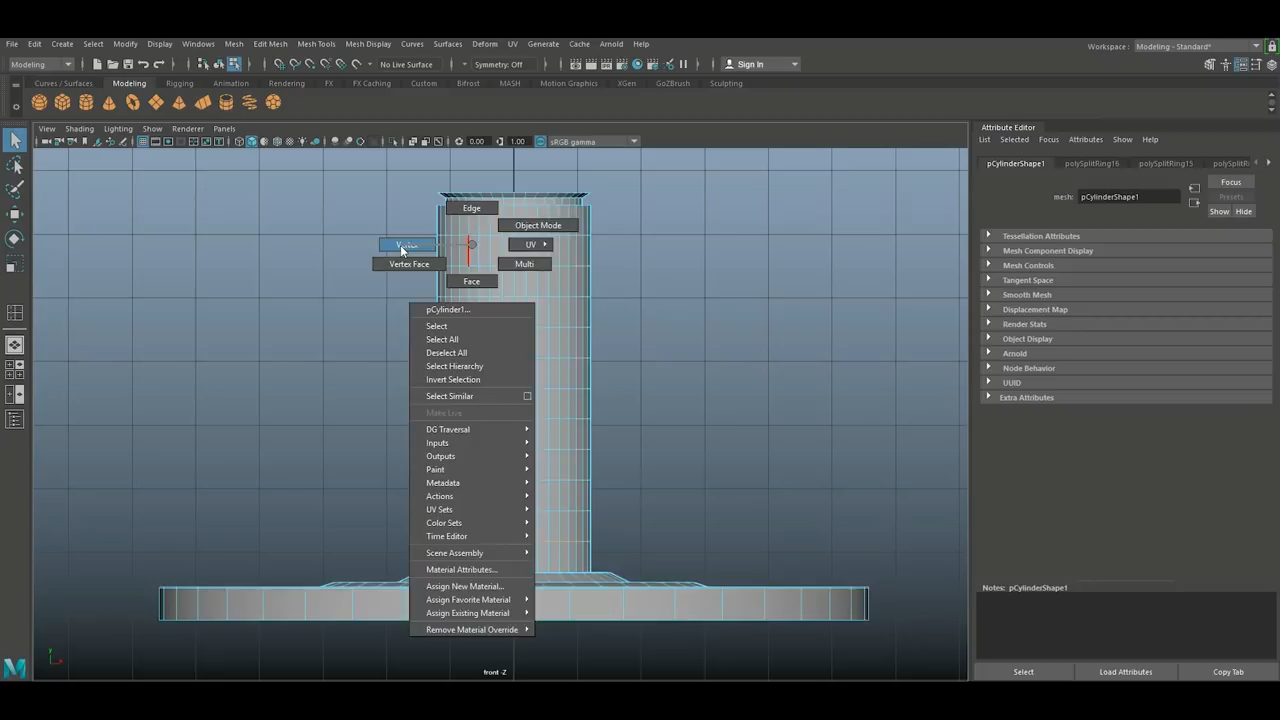 File Edit Create Select Modify Display Windows Mesh Edit Mesh Mesh Tools Mesh Display Curves Surfaces Deform UV Generate Cache Arnold Help
Workspace : Modeling - Standard*
Modeling
No Live Surface
Symmetry: Off
Sign In
Curves / Surfaces Modeling Rigging Animation Rendering FX FX Caching Custom Bifrost MASH Motion Graphics XGen GoZBrush Sculpting
View Shading Lighting Show Renderer Panels
0.00
1.00
sRGB gamma
Attribute Editor
List Selected Focus Attributes Show Help
pCylinderShape1 polySplitRing16 polySplitRing15 polySplitRi
Focus
mesh: pCylinderShape1
Presets
Show Hide
Edge
Object Mode
UV
Vertex Face
Multi
Face
pCylinder1...
Select
Select All
Deselect All
Select Hierarchy
Invert Selection
Select Similar
Make Live
DG Traversal
Inputs
Outputs
Paint
Metadata
Actions
UV Sets
Color Sets
Time Editor
Scene Assembly
Material Attributes...
Assign New Material...
Assign Favorite Material
Assign Existing Material
Remove Material Override
Tessellation Attributes
Mesh Component Display
Mesh Controls
Tangent Space
Smooth Mesh
Displacement Map
Render Stats
Object Display
Arnold
Node Behavior
UUID
Extra Attributes
Notes: pCylinderShape1
y
front -Z
Select
Load Attributes
Copy Tab